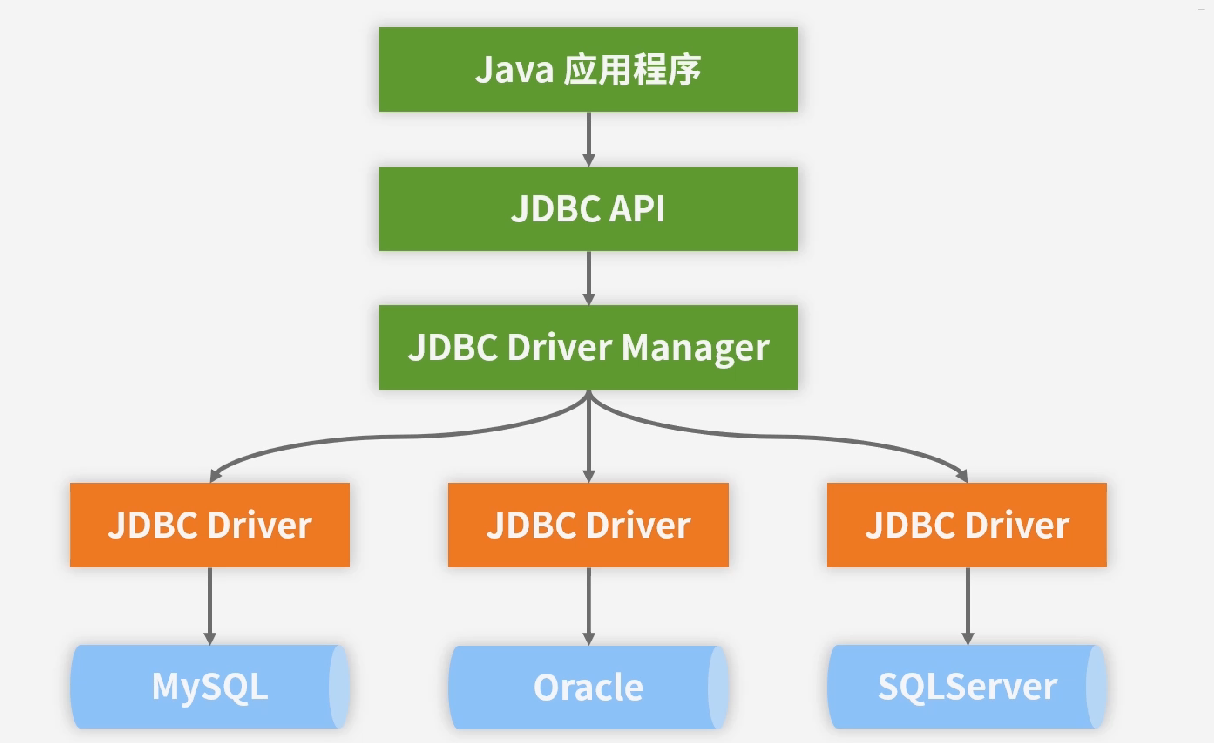 Java 应用程序
JDBC API
JDBC Driver Manager
JDBC Driver
JDBC Driver
JDBC Driver
MySQL
Oracle
SQLServer